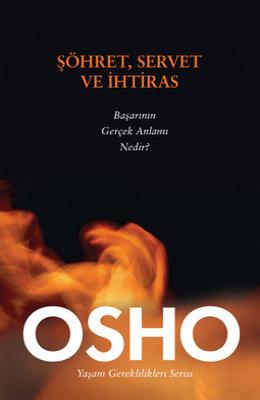 ŞÖHRET, SERVET
VE İHTİRAS
Başarının
Gerçek Anlamı
Nedir?
OSHO
Yaşam Gereklilikleri Serisi